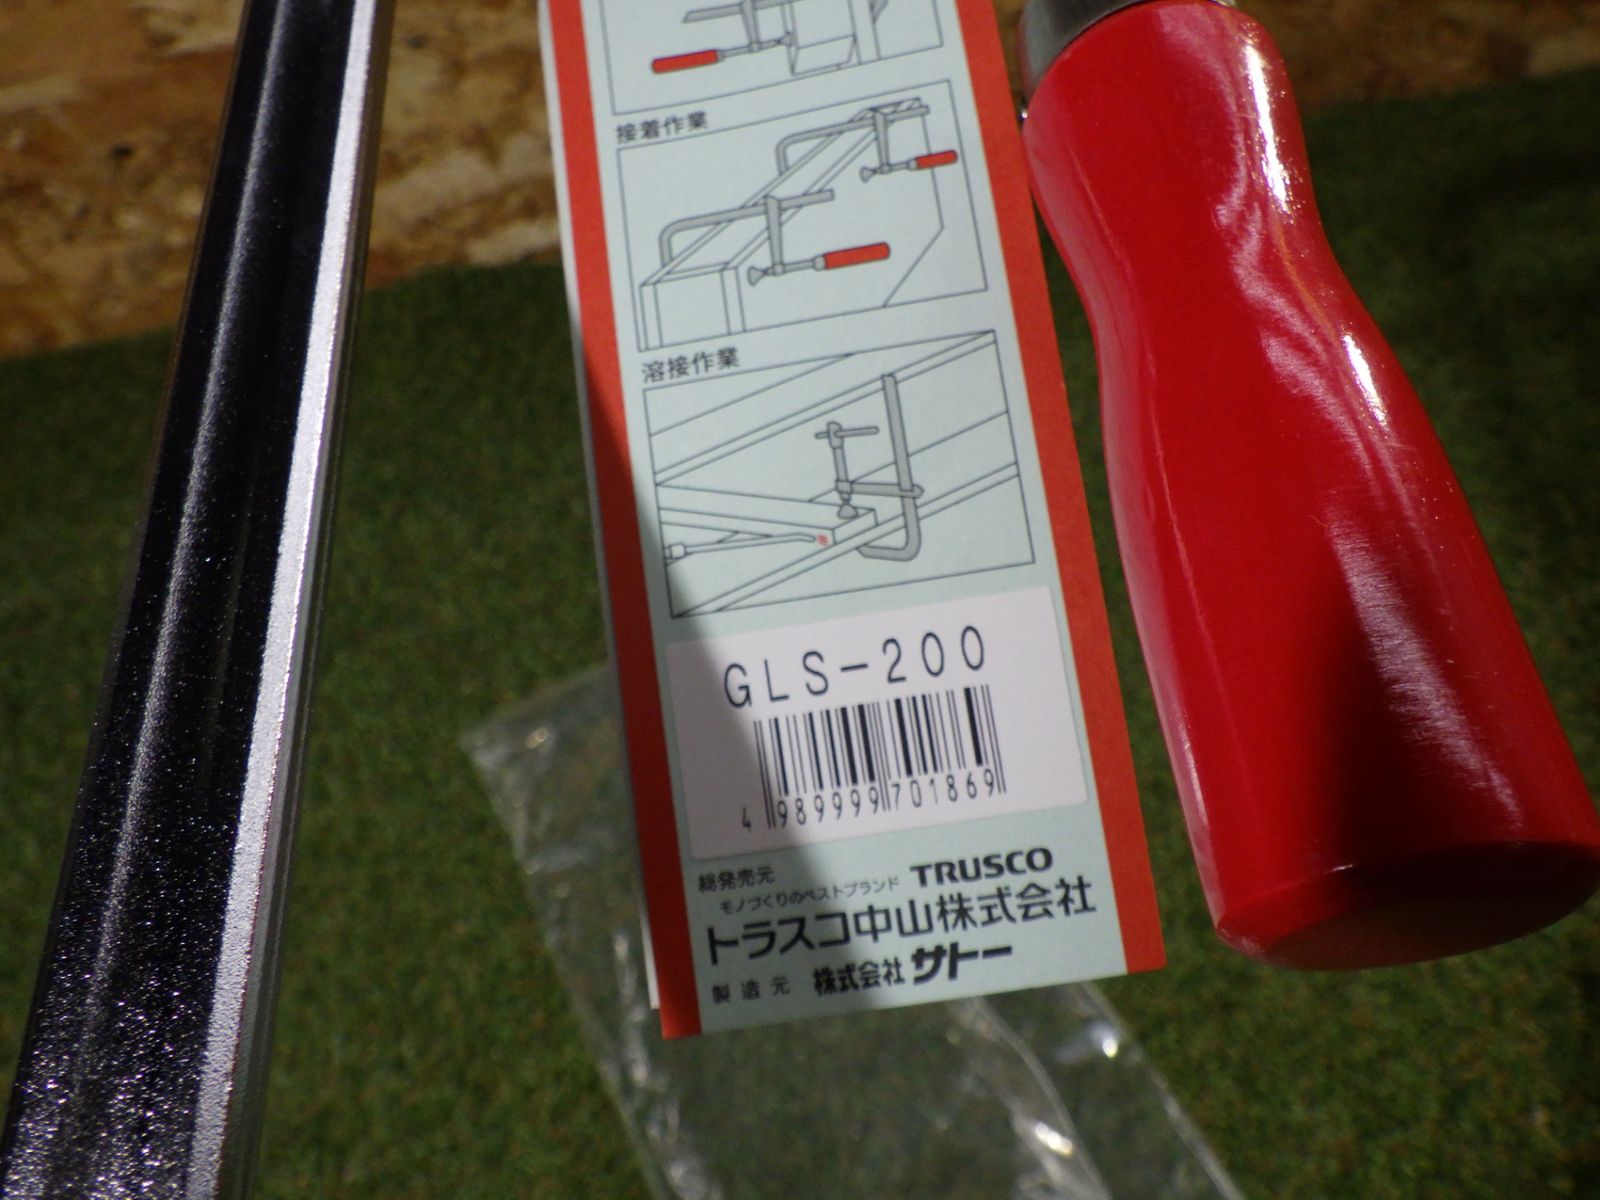 接着作業
溶接作業
GLS-200
4 989999 701869
総発売元
モノづくりのベストブランド TRUSCO
トラスコ中山株式会社
製造元 株式会社サトー